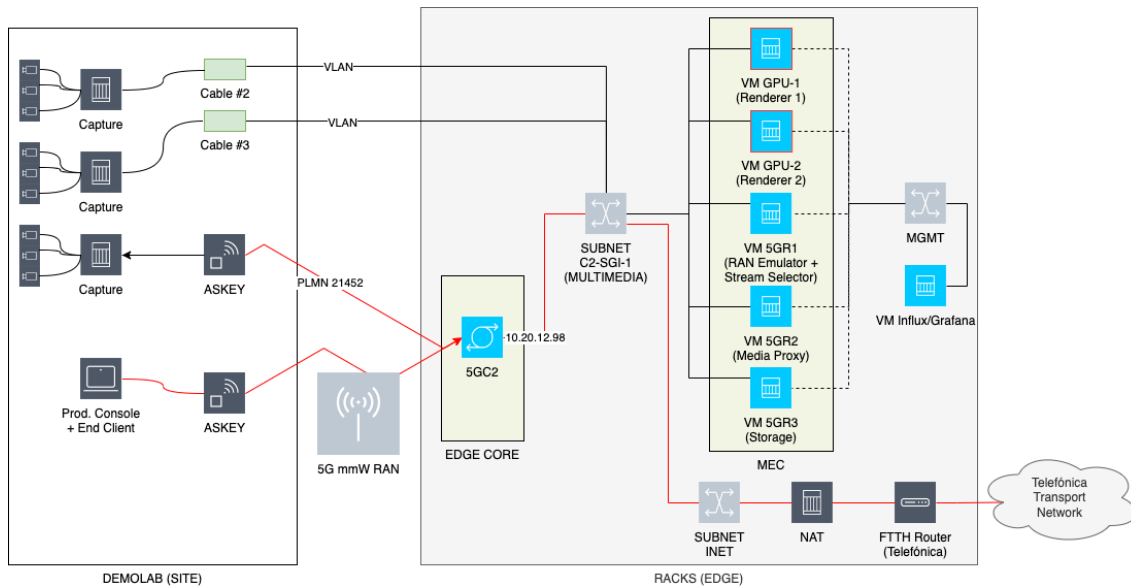 VLAN
Cable #2
Capture
VLAN
Cable #3
Capture
Capture
ASKEY
PLMN 21452
Prod. Console
+ End Client
ASKEY
5G mmW RAN
5GC2
10.20.12.98
EDGE CORE
SUBNET
C2-SGI-1
(MULTIMEDIA)
VM GPU-1
(Renderer 1)
VM GPU-2
(Renderer 2)
VM 5GR1
(RAN Emulator +
Stream Selector)
VM 5GR2
(Media Proxy)
VM 5GR3
(Storage)
MEC
MGMT
VM Influx/Grafana
SUBNET
INET
NAT
FTTH Router
(Telefónica)
Telefónica
Transport
Network
DEMOLAB (SITE)
RACKS (EDGE)